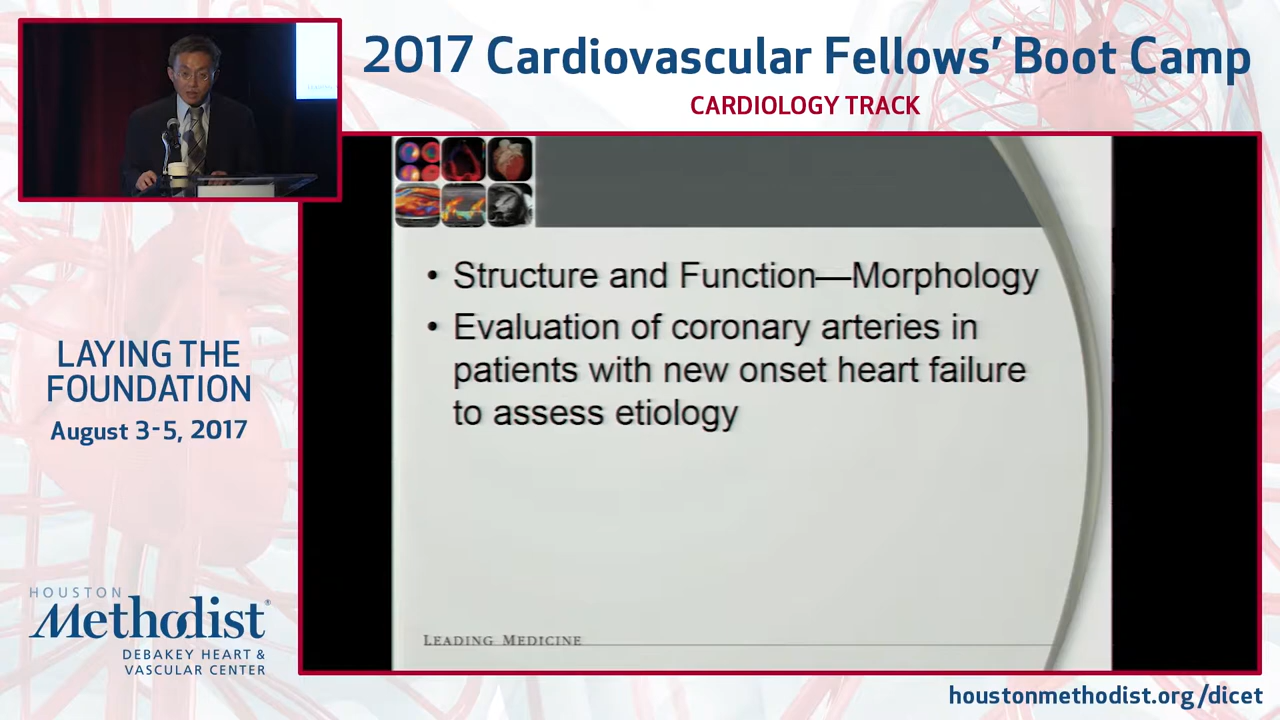 2017 Cardiovascular Fellows’ Boot Camp
CARDIOLOGY TRACK
• Structure and Function—Morphology
• Evaluation of coronary arteries in
patients with new onset heart failure
to assess etiology
LEADING MEDICINE
LAYING THE
FOUNDATION
August 3-5, 2017
HOUSTON
Methodist®
DEBAKEY HEART &
VASCULAR CENTER
houstonmethodist.org/dicet